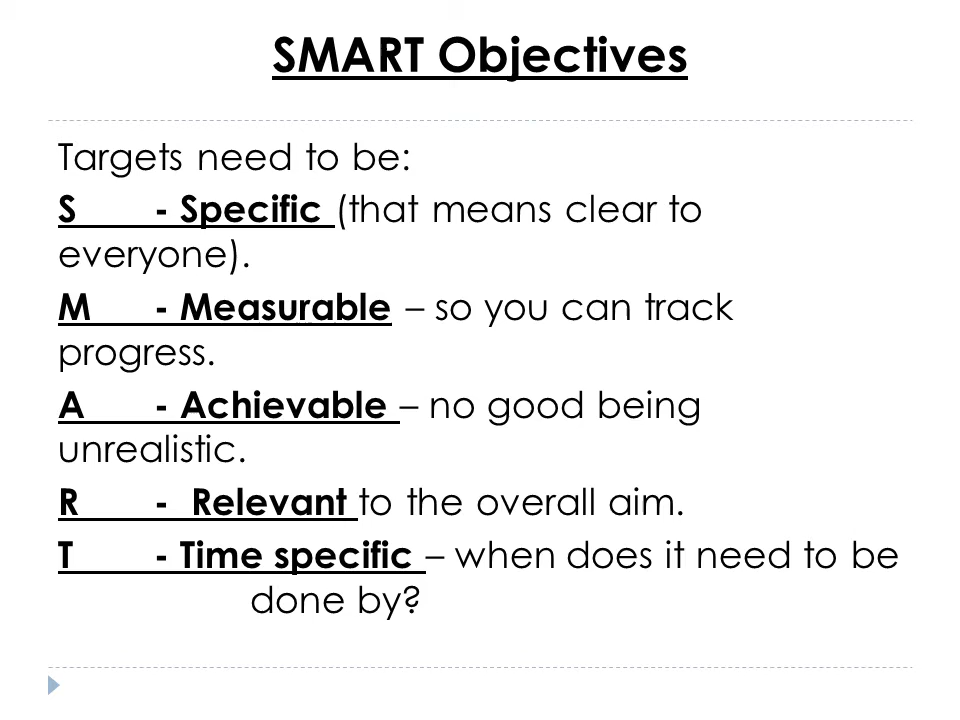 SMART Objectives
Targets need to be:
S - Specific (that means clear to
everyone).
M - Measurable – so you can track
progress.
A - Achievable – no good being
unrealistic.
R - Relevant to the overall aim.
T - Time specific – when does it need to be
done by?